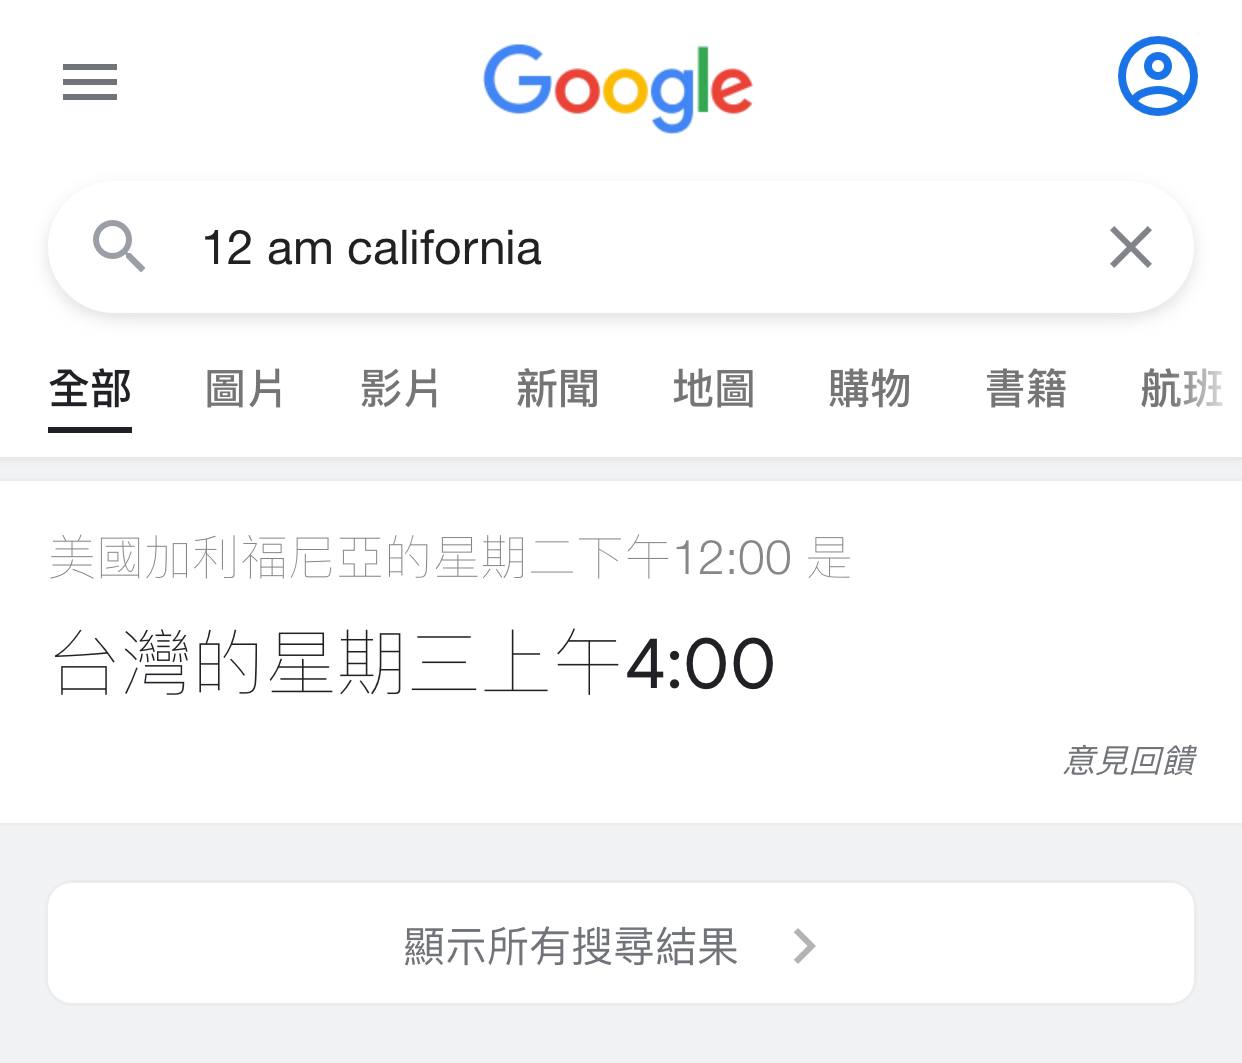 Google
12 am california
全部 圖片 影片 新聞 地圖 購物 書籍 航班
美國加利福尼亞的星期二下午12:00 是
台灣的星期三上午4:00
意見回饋
顯示所有搜尋結果